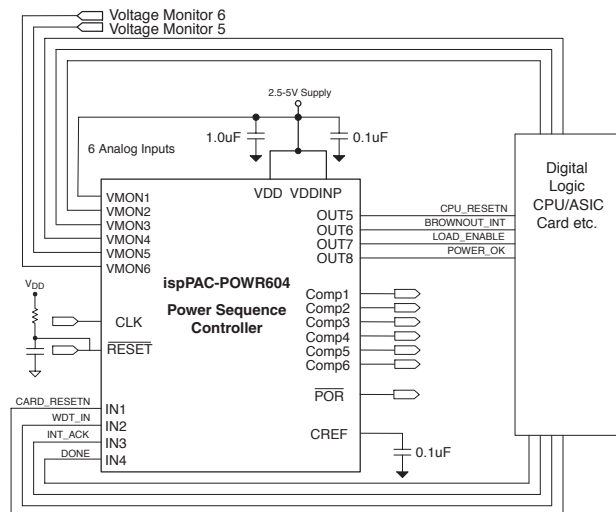 Voltage Monitor 6
Voltage Monitor 5
2.5-5V Supply
1.0uF
0.1uF
6 Analog Inputs
VDD VDDINP
VMON1
VMON2
VMON3
VMON4
VMON5
VMON6
OUT5
OUT6
OUT7
OUT8
CPU_RESETN
BROWNOUT_INT
LOAD_ENABLE
POWER_OK
Digital
Logic
CPU/ASIC
Card etc.
ispPAC-POWR604
Power Sequence
Controller
VDD
CLK
RESET
Comp1
Comp2
Comp3
Comp4
Comp5
Comp6
POR
CREF
0.1uF
CARD_RESETN
WDT_IN
INT_ACK
DONE
IN1
IN2
IN3
IN4